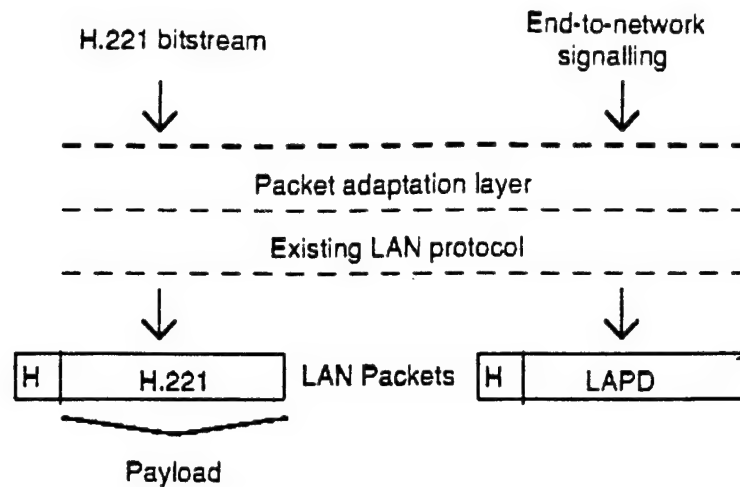 H.221 bitstream
End-to-network
signalling
Packet adaptation layer
Existing LAN protocol
H
H.221
LAN Packets
H
LAPD
Payload